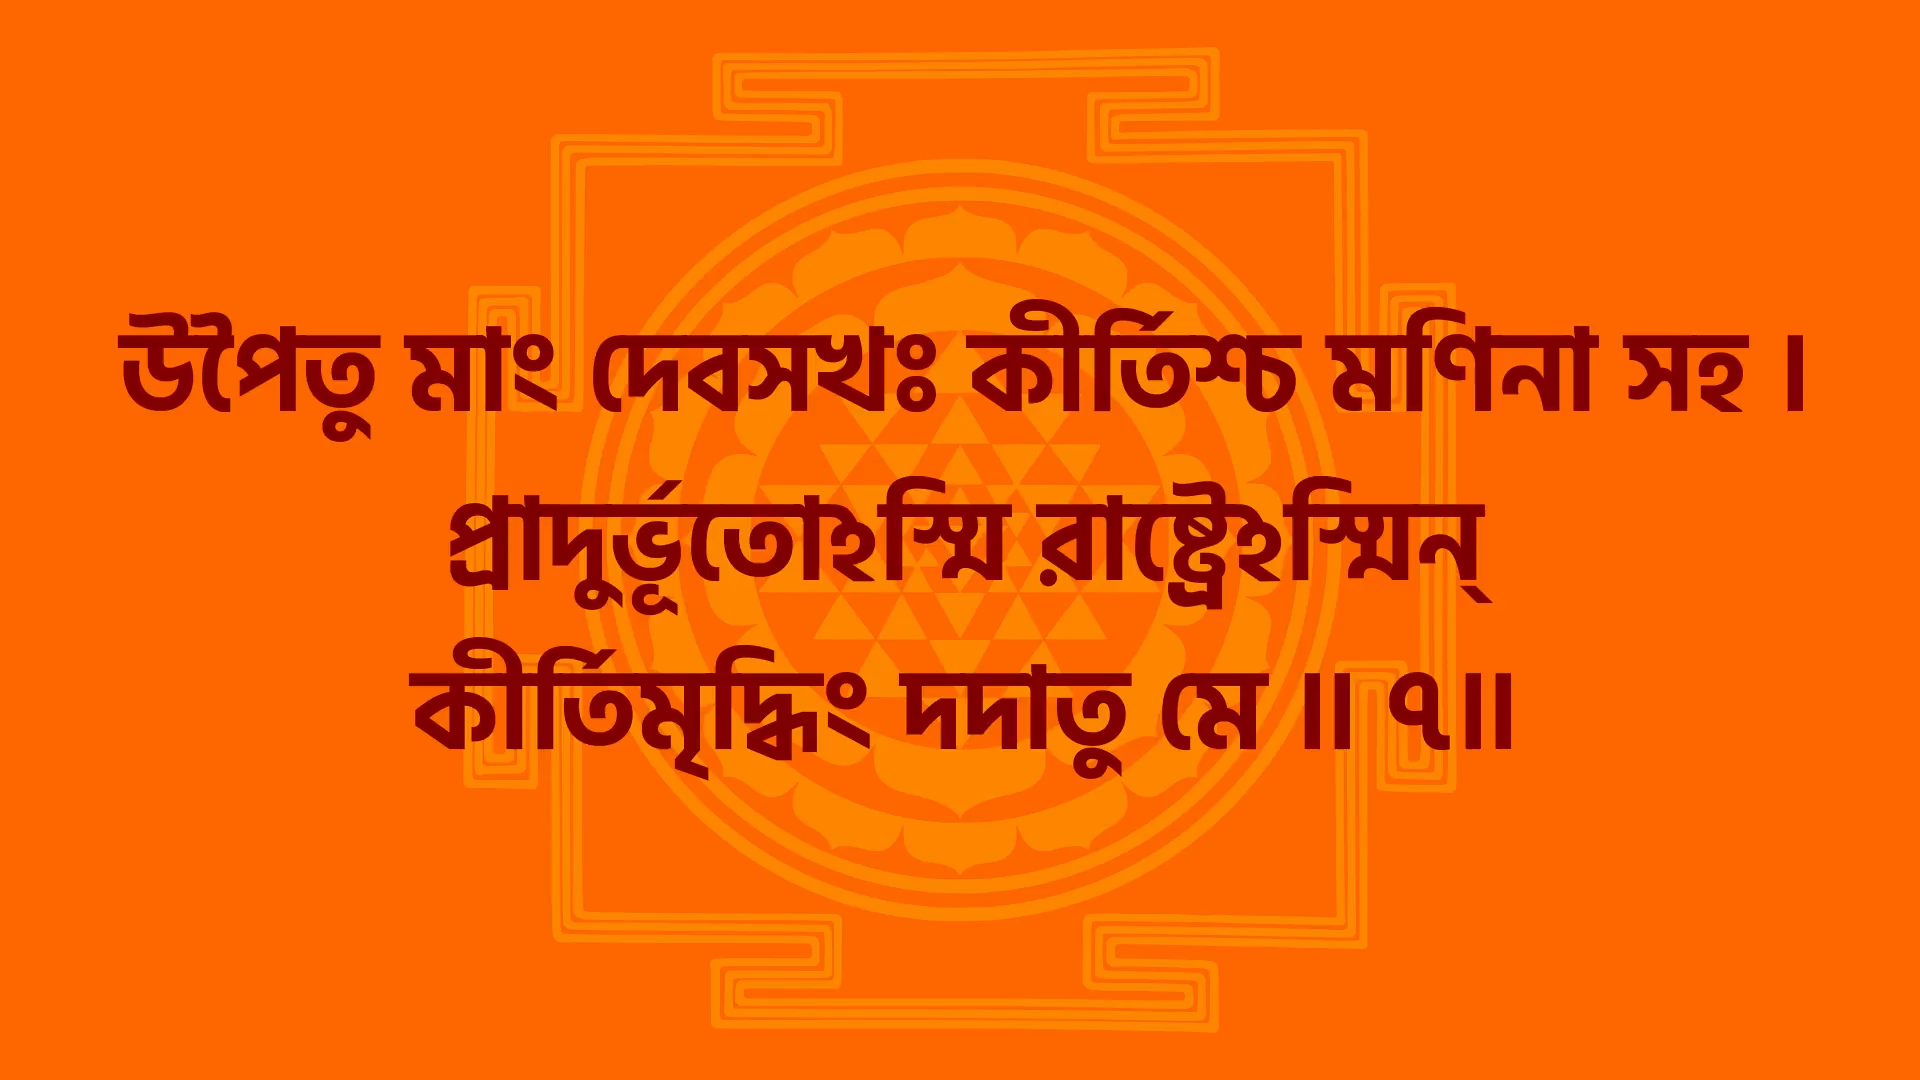 উপৈতু মাং দেবসখঃ কীর্তিশ্চ মণিনা সহ ।
প্রাদুর্ভূতোঽস্মি রাষ্ট্রেঽস্মিন্
কীর্তিমৃদ্ধিং দদাতু মে ॥ ৭॥